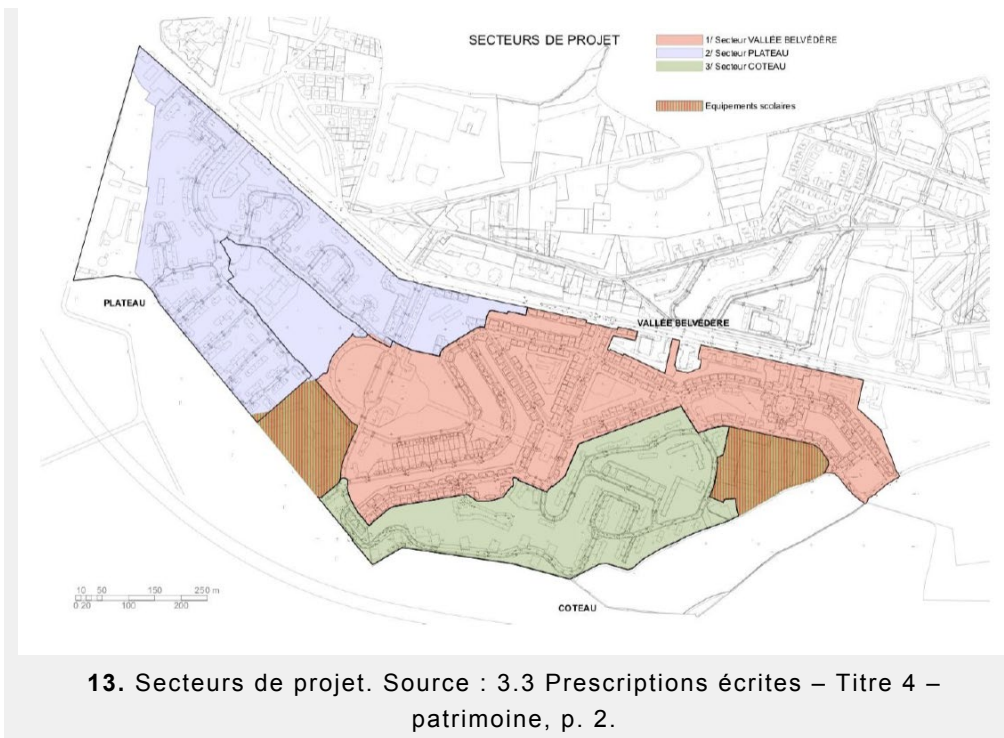 SECTEURS DE PROJET
1/ Secteur VALLÉE BELVÉDÈRE
2/ Secteur PLATEAU
3/ Secteur COTEAU
Equipements scolaires
PLATEAU
VALLÉE BELVÉDÈRE
10 50 150 250 m
0 20 100 200
COTEAU
13. Secteurs de projet. Source : 3.3 Prescriptions écrites – Titre 4 –
patrimoine, p. 2.